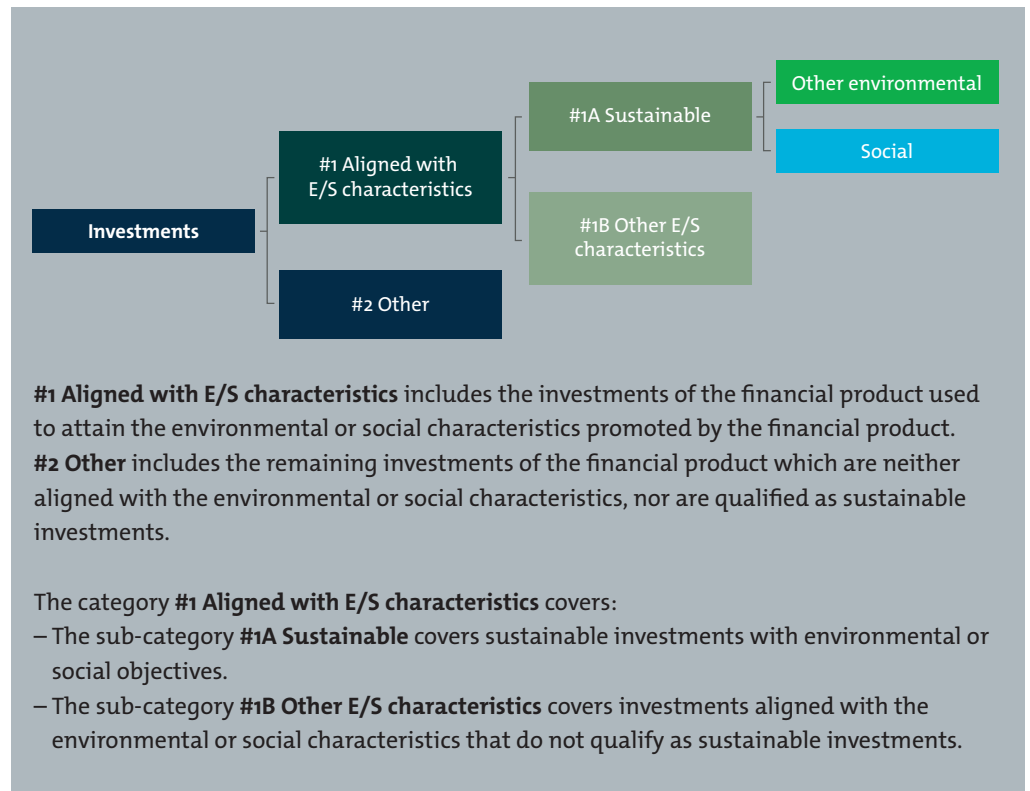 Other environmental
#1A Sustainable
Social
#1 Aligned with
E/S characteristics
Investments
#1B Other E/S
characteristics
#2 Other
#1 Aligned with E/S characteristics includes the investments of the financial product used
to attain the environmental or social characteristics promoted by the financial product.
#2 Other includes the remaining investments of the financial product which are neither
aligned with the environmental or social characteristics, nor are qualified as sustainable
investments.
The category #1 Aligned with E/S characteristics covers:
– The sub-category #1A Sustainable covers sustainable investments with environmental or
social objectives.
– The sub-category #1B Other E/S characteristics covers investments aligned with the
environmental or social characteristics that do not qualify as sustainable investments.